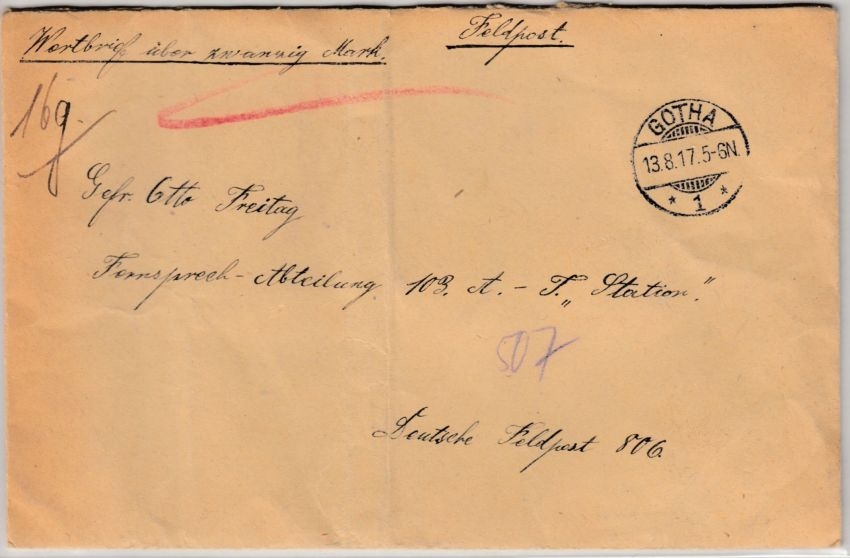 Wertbrief über zwanzig Mark.
Feldpost.
16g
GOTHA
13.8.17.5-6N.
* 1 *
Gefr. Otto Freitag
Fernsprech-Abteilung 103. A.-T. „Station."
507
Deutsche Feldpost 806.